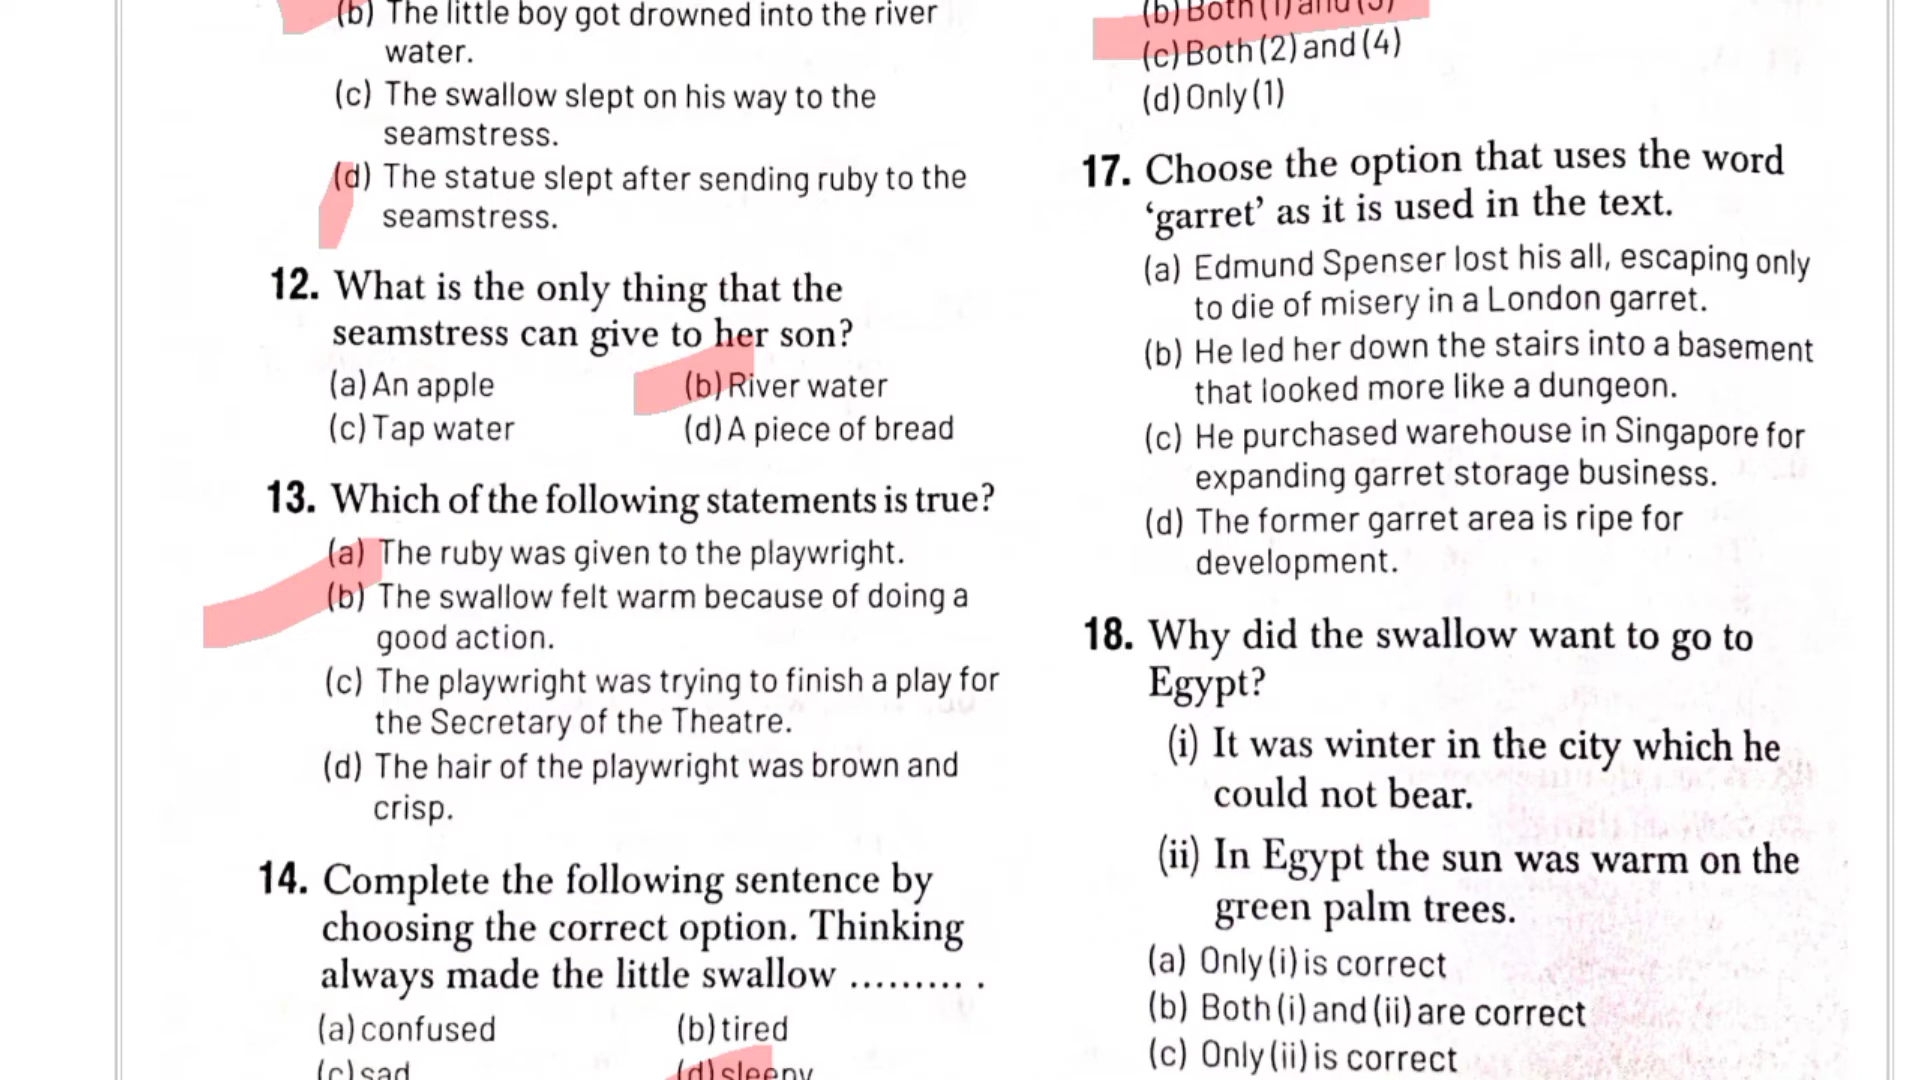 (b) The little boy got drowned into the river
water.
(c) The swallow slept on his way to the
seamstress.
(d) The statue slept after sending ruby to the
seamstress.
12. What is the only thing that the
seamstress can give to her son?
(a) An apple
(b) River water
(c) Tap water
(d) A piece of bread
13. Which of the following statements is true?
(a) The ruby was given to the playwright.
(b) The swallow felt warm because of doing a
good action.
(c) The playwright was trying to finish a play for
the Secretary of the Theatre.
(d) The hair of the playwright was brown and
crisp.
14. Complete the following sentence by
choosing the correct option. Thinking
always made the little swallow .......... .
(a) confused
(b) tired
(c) sad
(d) sleepy
(b) Both (1) and (3)
(c) Both (2) and (4)
(d) Only (1)
17. Choose the option that uses the word
‘garret’ as it is used in the text.
(a) Edmund Spenser lost his all, escaping only
to die of misery in a London garret.
(b) He led her down the stairs into a basement
that looked more like a dungeon.
(c) He purchased warehouse in Singapore for
expanding garret storage business.
(d) The former garret area is ripe for
development.
18. Why did the swallow want to go to
Egypt?
(i) It was winter in the city which he
could not bear.
(ii) In Egypt the sun was warm on the
green palm trees.
(a) Only (i) is correct
(b) Both (i) and (ii) are correct
(c) Only (ii) is correct